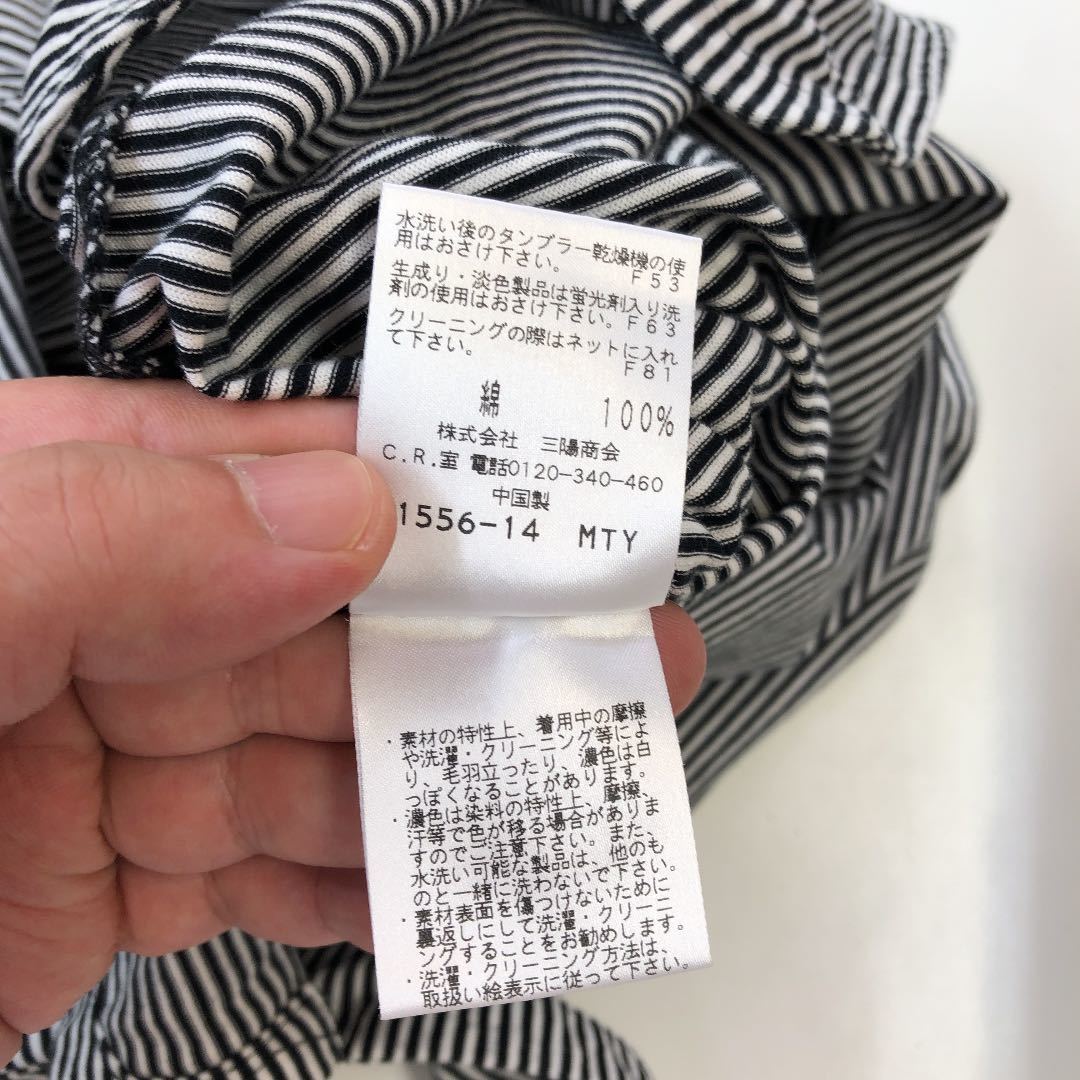 水洗い後のタンブラー乾燥機の使
用はおさけ下さい。 F53
生成り・淡色製品は蛍光剤入り洗
剤の使用はおさけ下さい。F63
クリーニングの際はネットに入れ
て下さい。 F81
綿 100%
株式会社 三陽商会
C.R.室 電話0120-340-460
中国製
1556-14 MTY
・素材の特性上、着用中の摩擦
や洗濯・クリーニング等によ
り、毛羽立ったり、濃色は白
っぽくなることがあります。
・濃色は染料の特性上、摩擦、
汗等で色が移る場合がありま
すのでご注意下さい。また、
水洗い可能な製品は、他のも
のと一緒に洗わないで下さい。
・素材表面を傷つけないために
裏返しにして洗濯・クリーニ
ングすることをお勧めします。
・洗濯・クリーニング方法は、
取扱い絵表示に従って下さい。